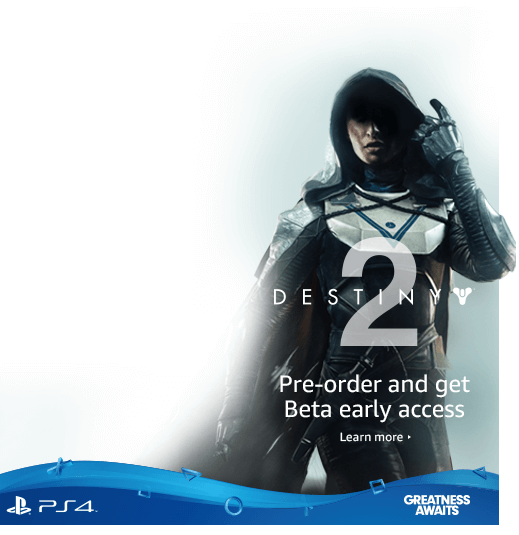 DESTINY
2
Pre-order and get
Beta early access
Learn more
PS4
GREATNESS
AWAITS